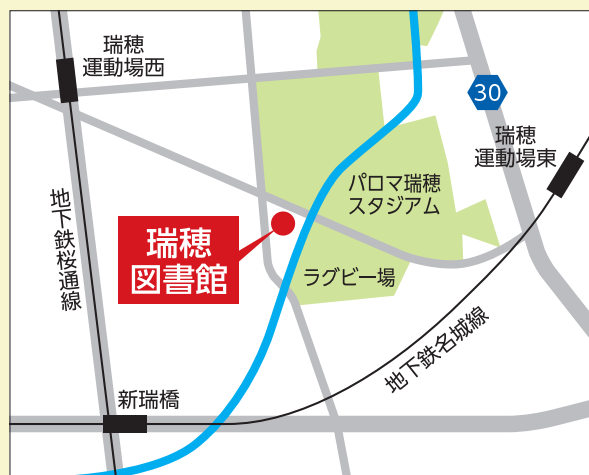 瑞穂
運動場西
30
瑞穂
運動場東
パロマ瑞穂
スタジアム
地下鉄桜通線
瑞穂
図書館
ラグビー場
地下鉄名城線
新瑞橋